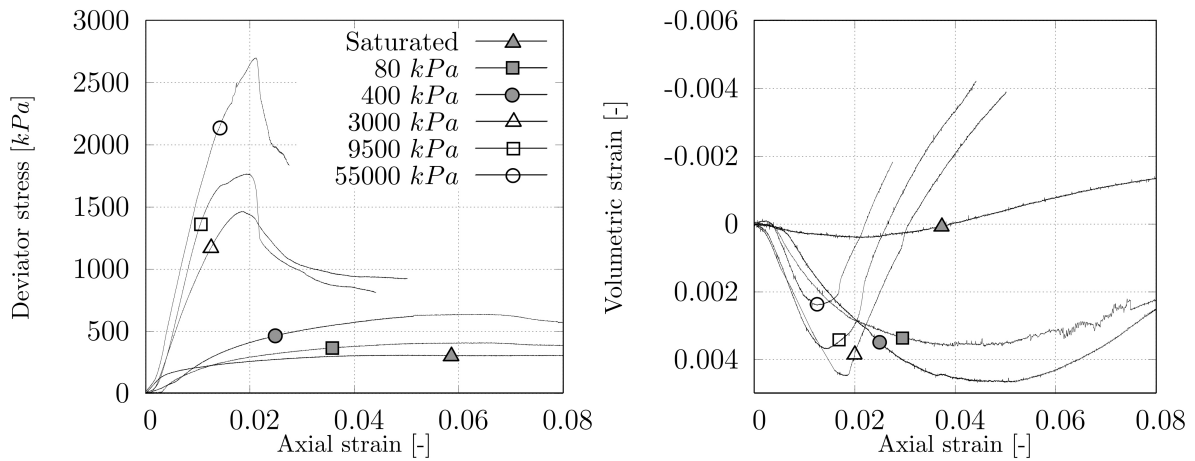 3000
2500
2000
1500
1000
500
0
0
0.02
0.04
0.06
0.08
Deviator stress [kPa]
Axial strain [-]
Saturated
80 kPa
400 kPa
3000 kPa
9500 kPa
55000 kPa
-0.006
-0.004
-0.002
0
0.002
0.004
0
0.02
0.04
0.06
0.08
Volumetric strain [-]
Axial strain [-]